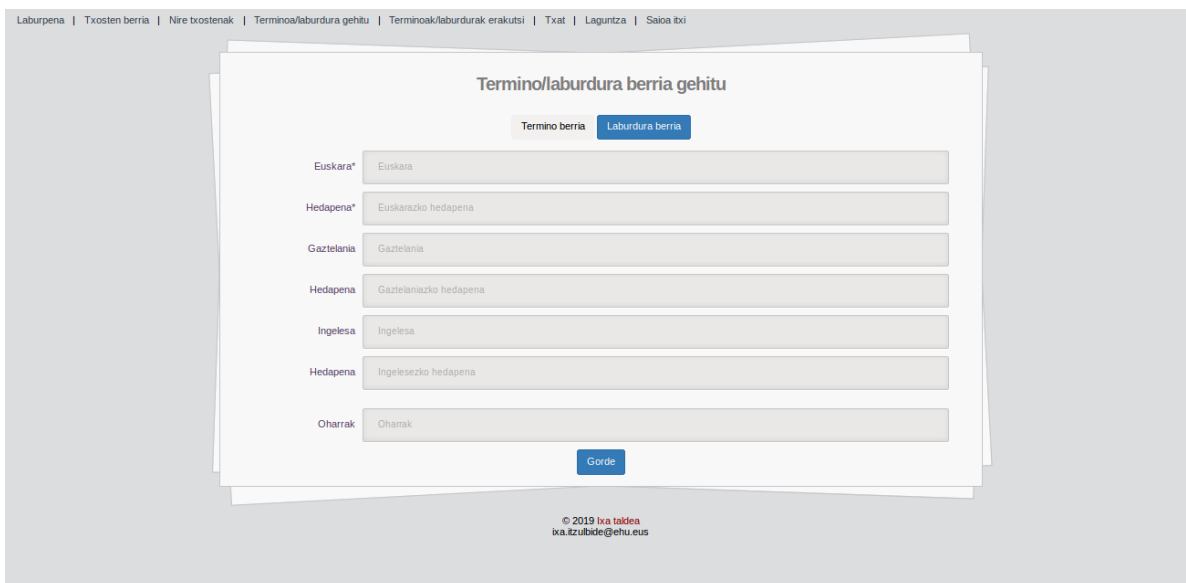 Laburpena | Txosten berria | Nire txostenak | Terminoa/laburdura gehitu | Terminoak/laburdurak erakutsi | Txat | Laguntza | Saioa itxi
Termino/laburdura berria gehitu
Termino berria Laburdura berria
Euskara* Euskara
Hedapena* Euskarazko hedapena
Gaztelania Gaztelania
Hedapena Gaztelaniazko hedapena
Ingelesa Ingelesa
Hedapena Ingelesezko hedapena
Oharrak Oharrak
Gorde
© 2019 Ixa taldea
ixa.itzulbide@ehu.eus